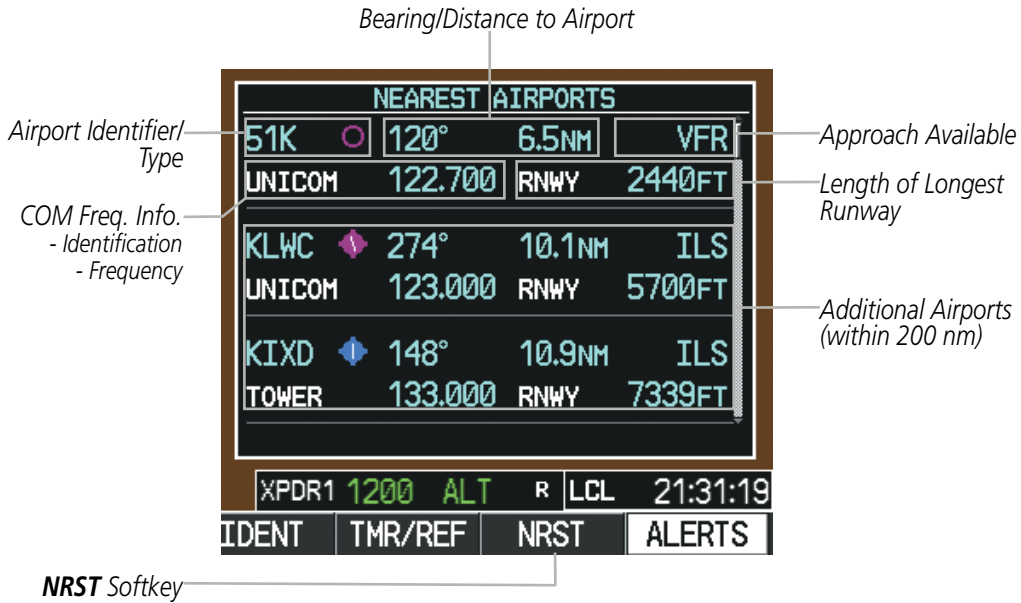 Bearing/Distance to Airport
NEAREST AIRPORTS
Airport Identifier/
Type
51K 120° 6.5NM VFR
Approach Available
UNICOM 122.700 RNWY 2440FT
Length of Longest
Runway
COM Freq. Info.
- Identification
- Frequency
KLWC 274° 10.1NM ILS
UNICOM 123.000 RNWY 5700FT
Additional Airports
(within 200 nm)
KIXD 148° 10.9NM ILS
TOWER 133.000 RNWY 7339FT
XPDR1 1200 ALT R LCL 21:31:19
IDENT TMR/REF NRST ALERTS
NRST Softkey